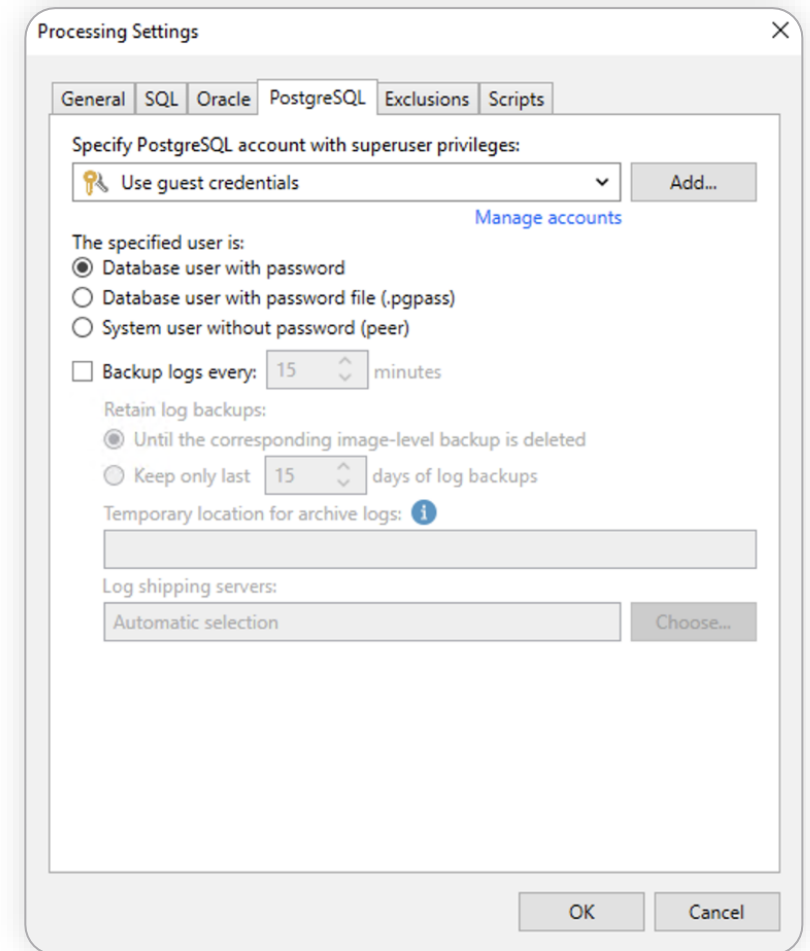 Processing Settings
General SQL Oracle PostgreSQL Exclusions Scripts
Specify PostgreSQL account with superuser privileges:
Use guest credentials Add...
Manage accounts
The specified user is:
Database user with password
Database user with password file (.pgpass)
System user without password (peer)
Backup logs every: 15 minutes
Retain log backups:
Until the corresponding image-level backup is deleted
Keep only last 15 days of log backups
Temporary location for archive logs: i
Log shipping servers:
Automatic selection Choose...
OK Cancel